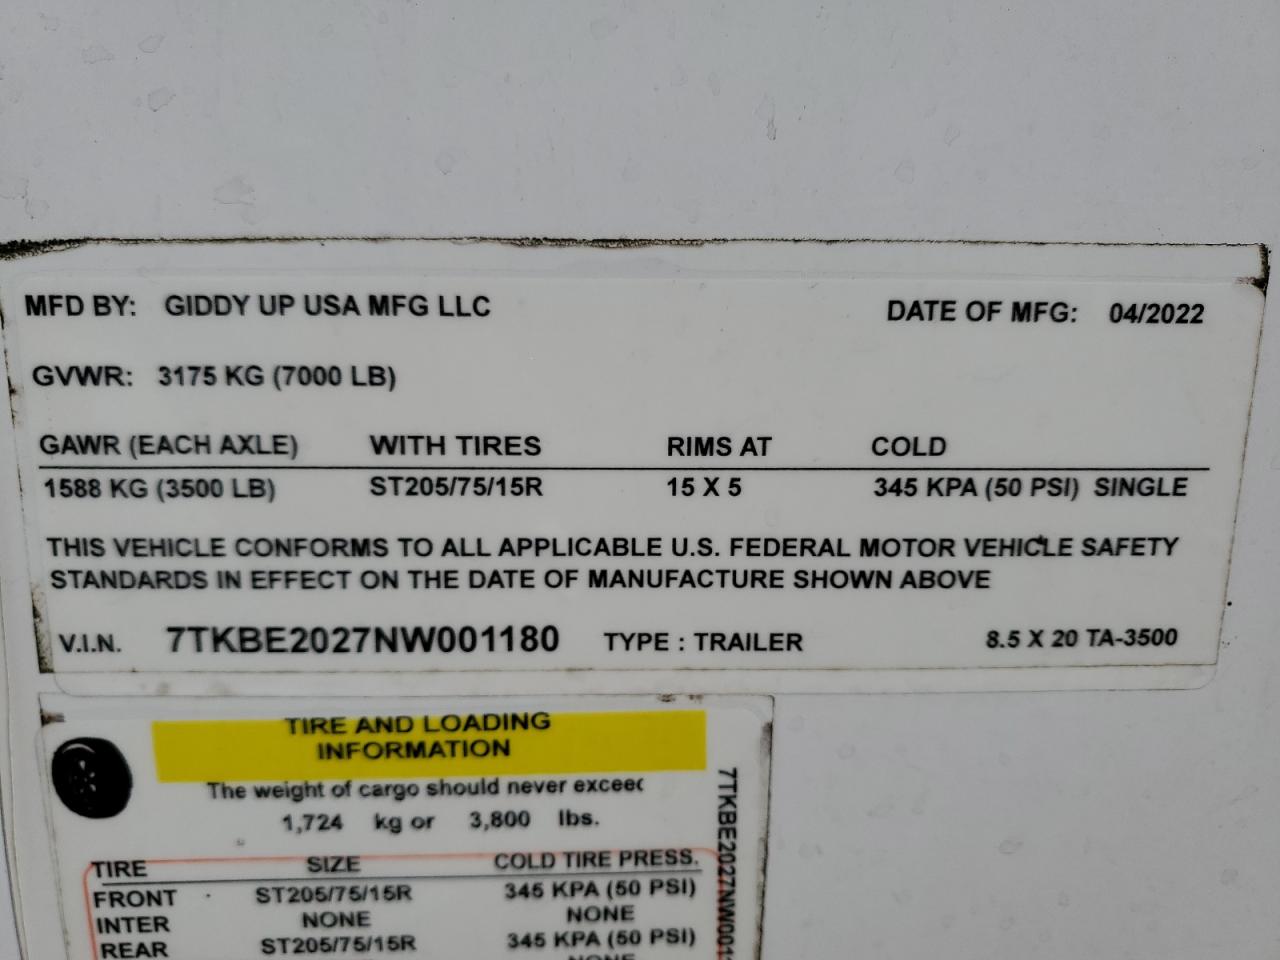 MFD BY: GIDDY UP USA MFG LLC DATE OF MFG: 04/2022
GVWR: 3175 KG (7000 LB)
GAWR (EACH AXLE) WITH TIRES RIMS AT COLD
1588 KG (3500 LB) ST205/75/15R 15 X 5 345 KPA (50 PSI) SINGLE
THIS VEHICLE CONFORMS TO ALL APPLICABLE U.S. FEDERAL MOTOR VEHICLE SAFETY
STANDARDS IN EFFECT ON THE DATE OF MANUFACTURE SHOWN ABOVE
V.I.N. 7TKBE2027NW001180 TYPE : TRAILER 8.5 X 20 TA-3500
TIRE AND LOADING
INFORMATION
The weight of cargo should never exceed
1,724 kg or 3,800 lbs.
TIRE SIZE COLD TIRE PRESS.
FRONT ST205/75/15R 345 KPA (50 PSI)
INTER NONE NONE
REAR ST205/75/15R 345 KPA (50 PSI)
NONE NONE
7TKBE2027NW001